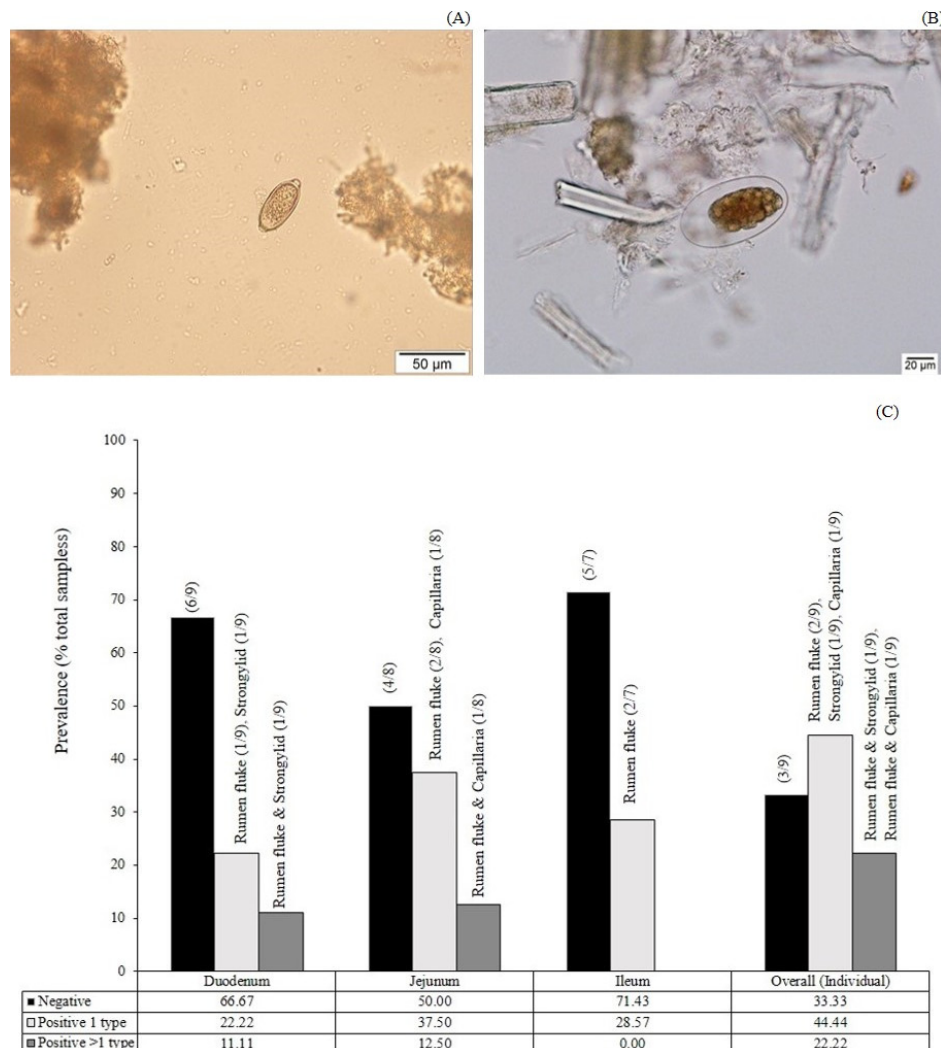 (A)
(B)
50 µm
20 µm
(C)
Prevalence (% total sampless)
100
90
80
70
60
50
40
30
20
10
0
(6/9)
Rumen fluke (1/9). Strongylid (1/9)
Rumen fluke & Strongylid (1/9)
(4/8)
Rumen fluke (2/8). Capillaria (1/8)
Rumen fluke & Capillaria (1/8)
(5/7)
Rumen fluke (2/7)
(3/9)
Rumen fluke (2/9).
Strongylid (1/9). Capillaria (1/9)
Rumen fluke & Strongylid (1/9).
Rumen fluke & Capillaria (1/9)
Duodenum Jejunum Ileum Overall (Individual)
Negative 66.67 50.00 71.43 33.33
Positive 1 type 22.22 37.50 28.57 44.44
Positive >1 type 11.11 12.50 0.00 22.22